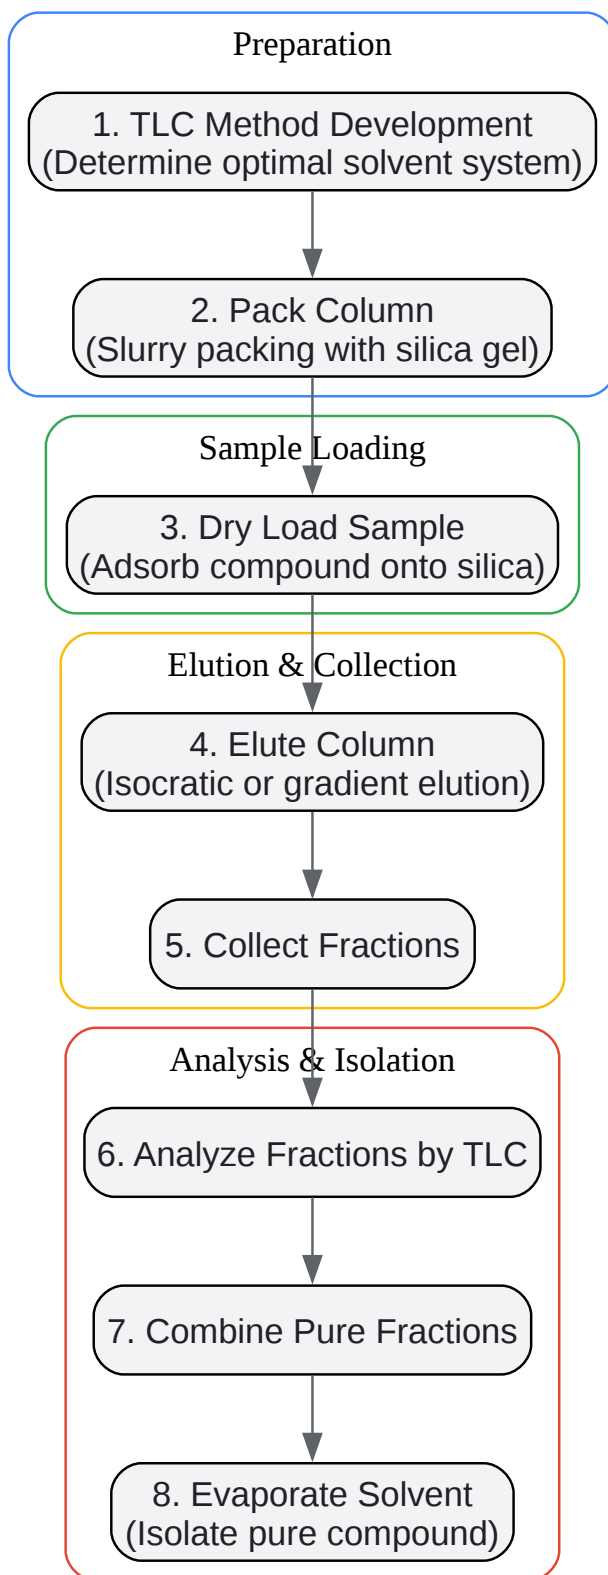 Preparation
1. TLC Method Development
(Determine optimal solvent system)
2. Pack Column
(Slurry packing with silica gel)
Sample Loading
3. Dry Load Sample
(Adsorb compound onto silica)
Elution & Collection
4. Elute Column
(Isocratic or gradient elution)
5. Collect Fractions
Analysis & Isolation
6. Analyze Fractions by TLC
7. Combine Pure Fractions
8. Evaporate Solvent
(Isolate pure compound)